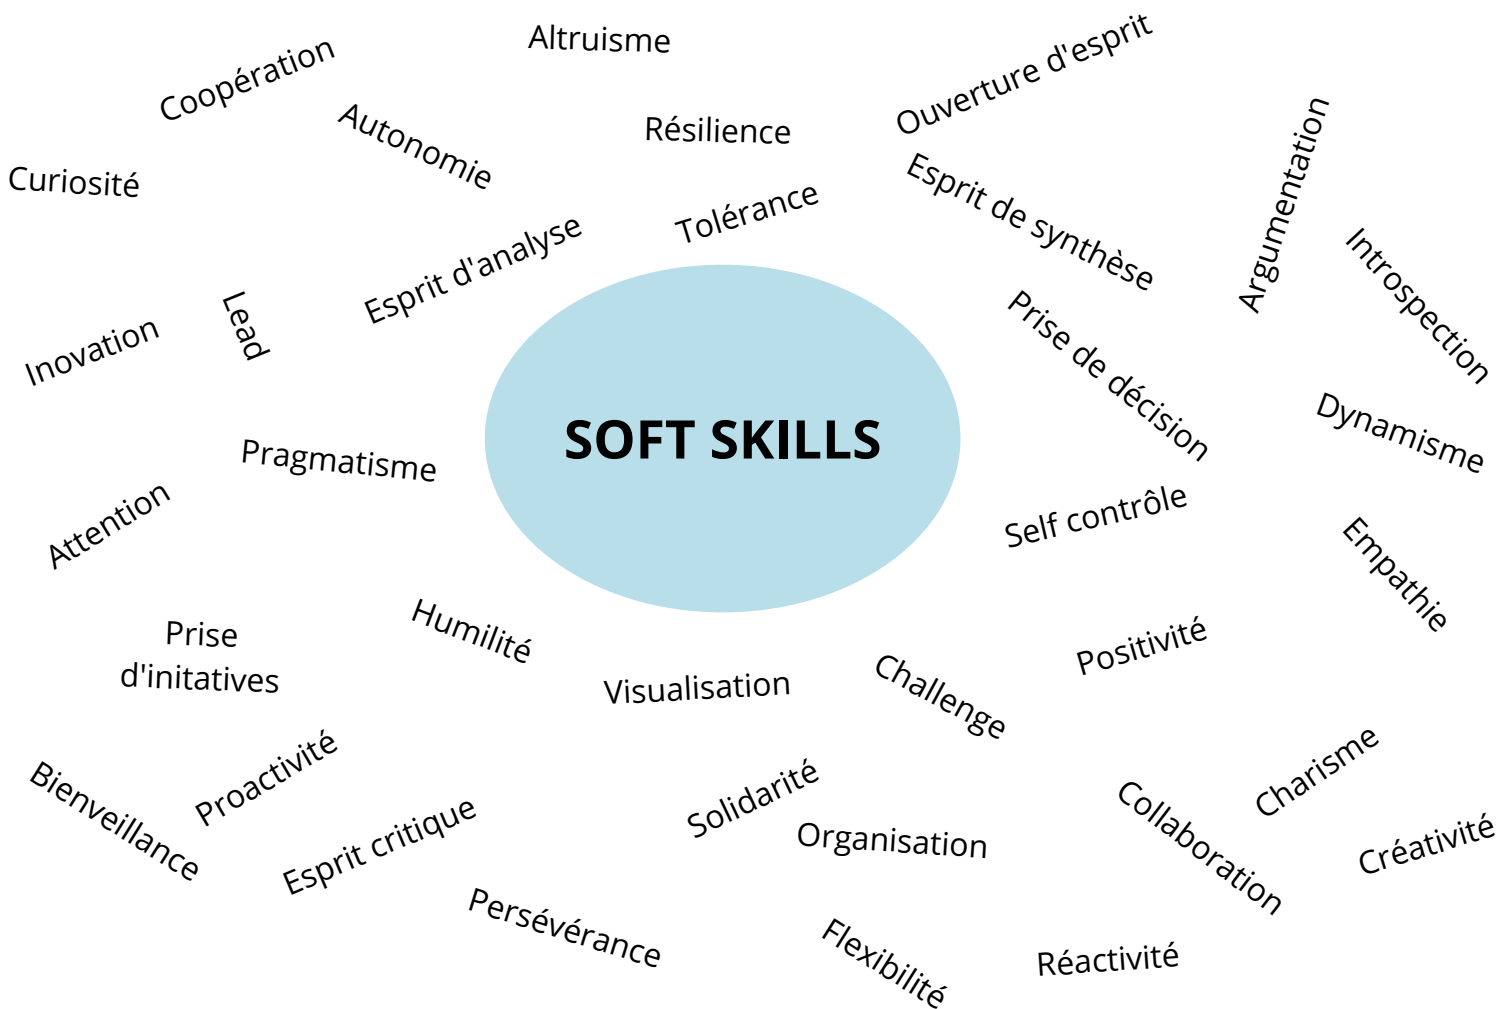 Altruisme
Ouverture d'esprit
Coopération
Autonomie
Résilience
Argumentation
Curiosité
Tolérance
Esprit de synthèse
Esprit d'analyse
Introspection
Inovation
Lead
Prise de décision
Dynamisme
SOFT SKILLS
Pragmatisme
Attention
Self contrôle
Empathie
Prise
d'initatives
Humilité
Positivité
Visualisation
Challenge
Proactivité
Charisme
Bienveillance
Solidarité
Esprit critique
Organisation
Collaboration
Créativité
Persévérance
Flexibilité
Réactivité